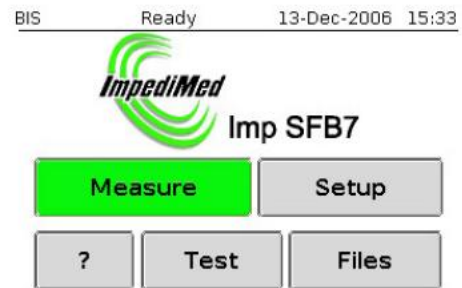 BIS Ready 13-Dec-2006 15:33
ImpediMed
Imp SFB7
Measure Setup
? Test Files